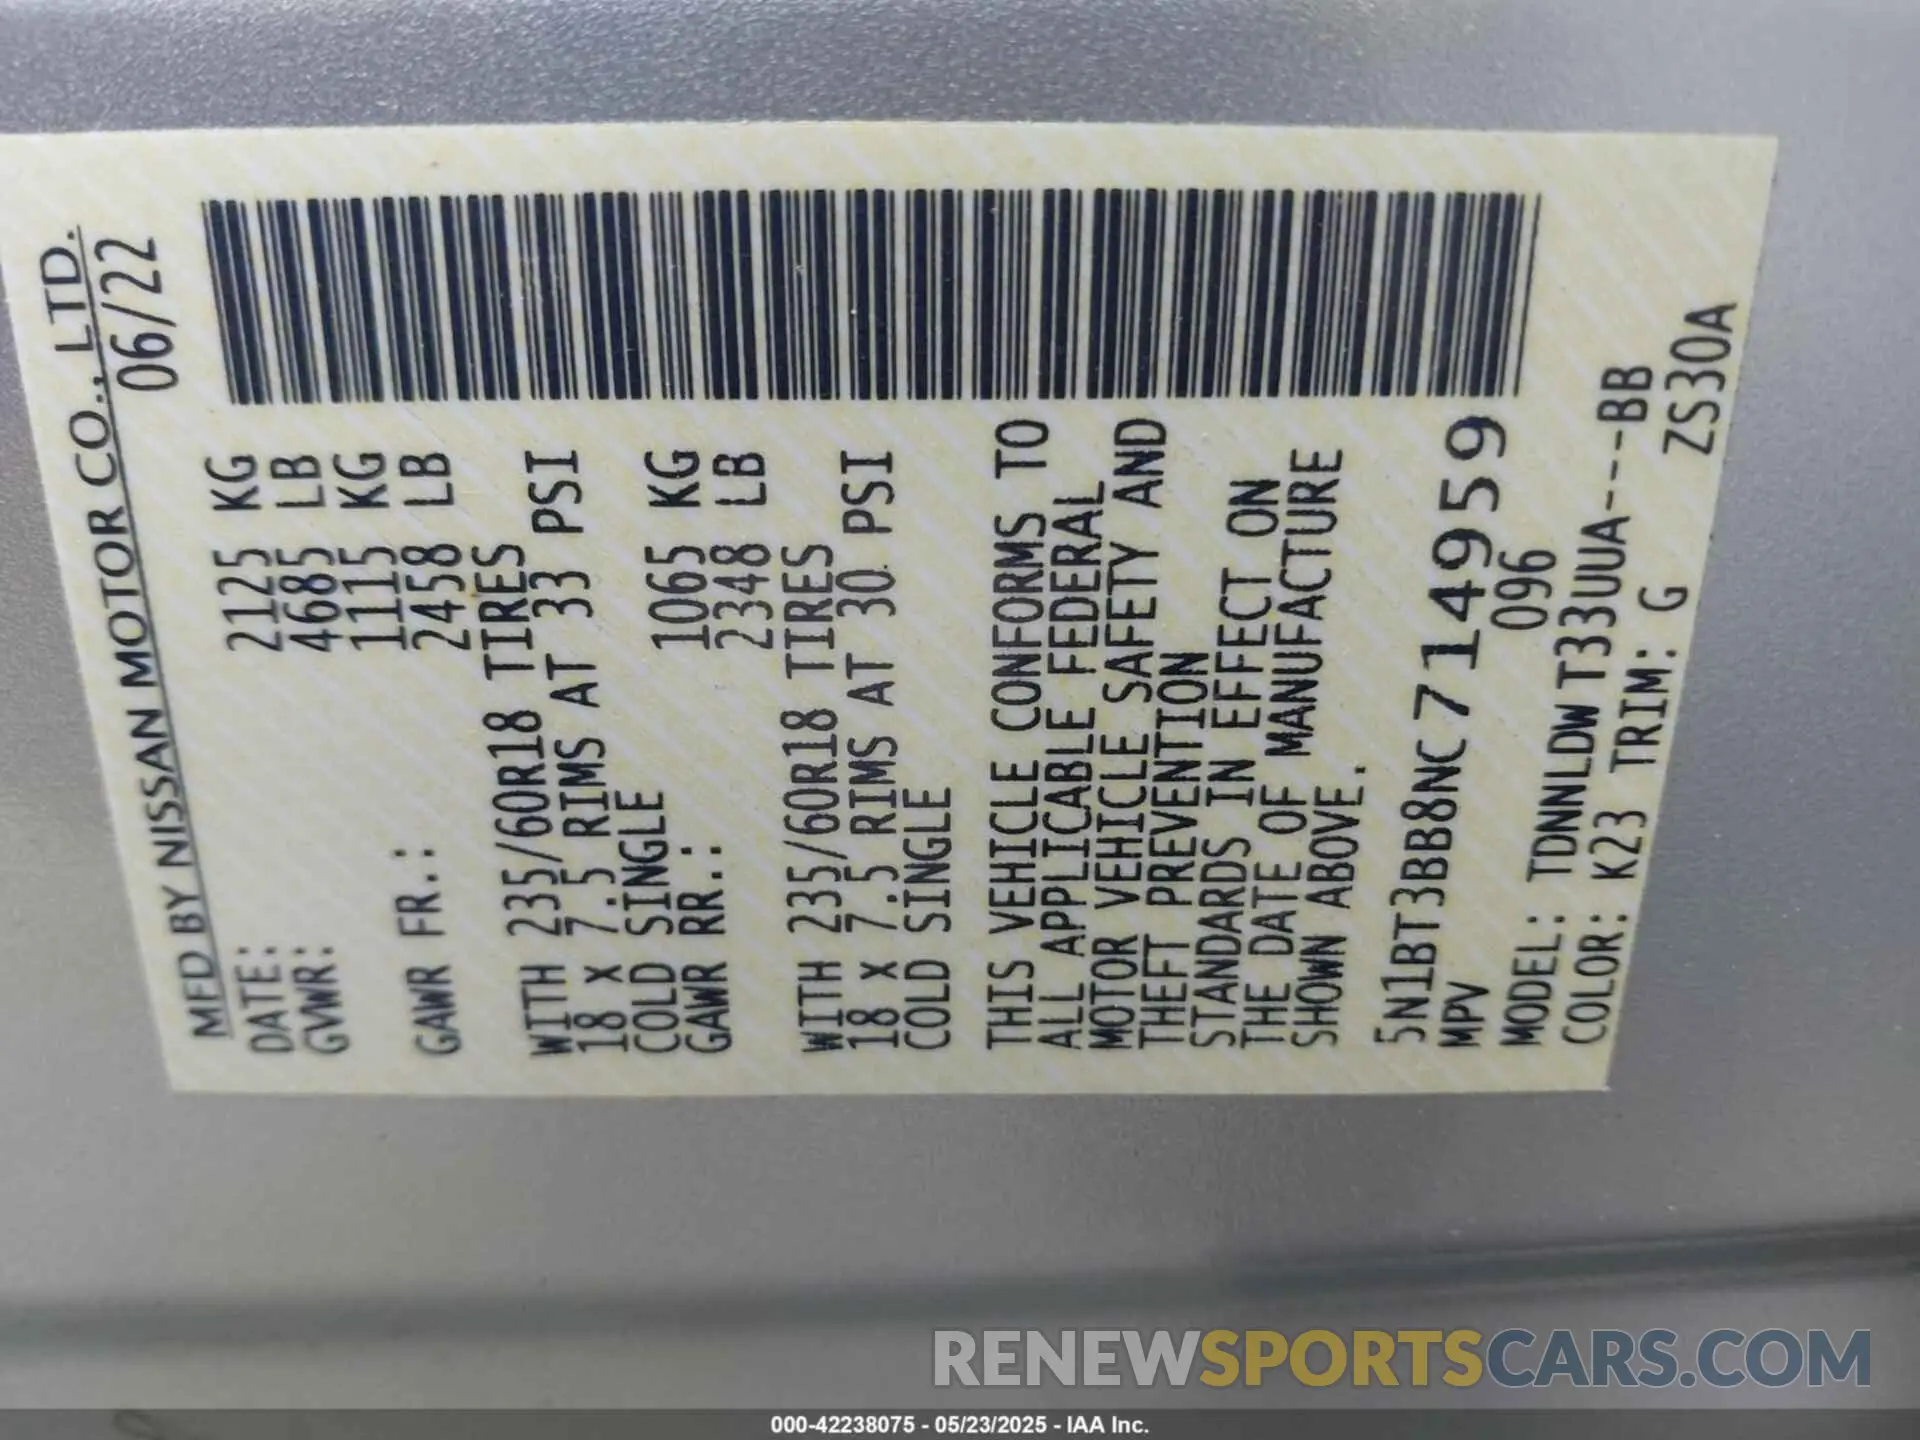 MFD BY NISSAN MOTOR CO., LTD.
DATE: 06/22
GVWR: 2125 KG
4685 LB
GAWR FR.: 1115 KG
2458 LB
WITH 235/60R18 TIRES
18 X 7.5 RIMS AT 33 PSI
COLD SINGLE
GAWR RR.: 1065 KG
2348 LB
WITH 235/60R18 TIRES
18 X 7.5 RIMS AT 30 PSI
COLD SINGLE
THIS VEHICLE CONFORMS TO
ALL APPLICABLE FEDERAL
MOTOR VEHICLE SAFETY AND
THEFT PREVENTION
STANDARDS IN EFFECT ON
THE DATE OF MANUFACTURE
SHOWN ABOVE.
5N1BT3BB8NC714959
MPV 096
MODEL: TDNNLDWT33UUA---BB
COLOR: K23 TRIM: G ZS30A
RENEWSPORTSCARS.COM
000-42238075 - 05/23/2025 - IAA Inc.